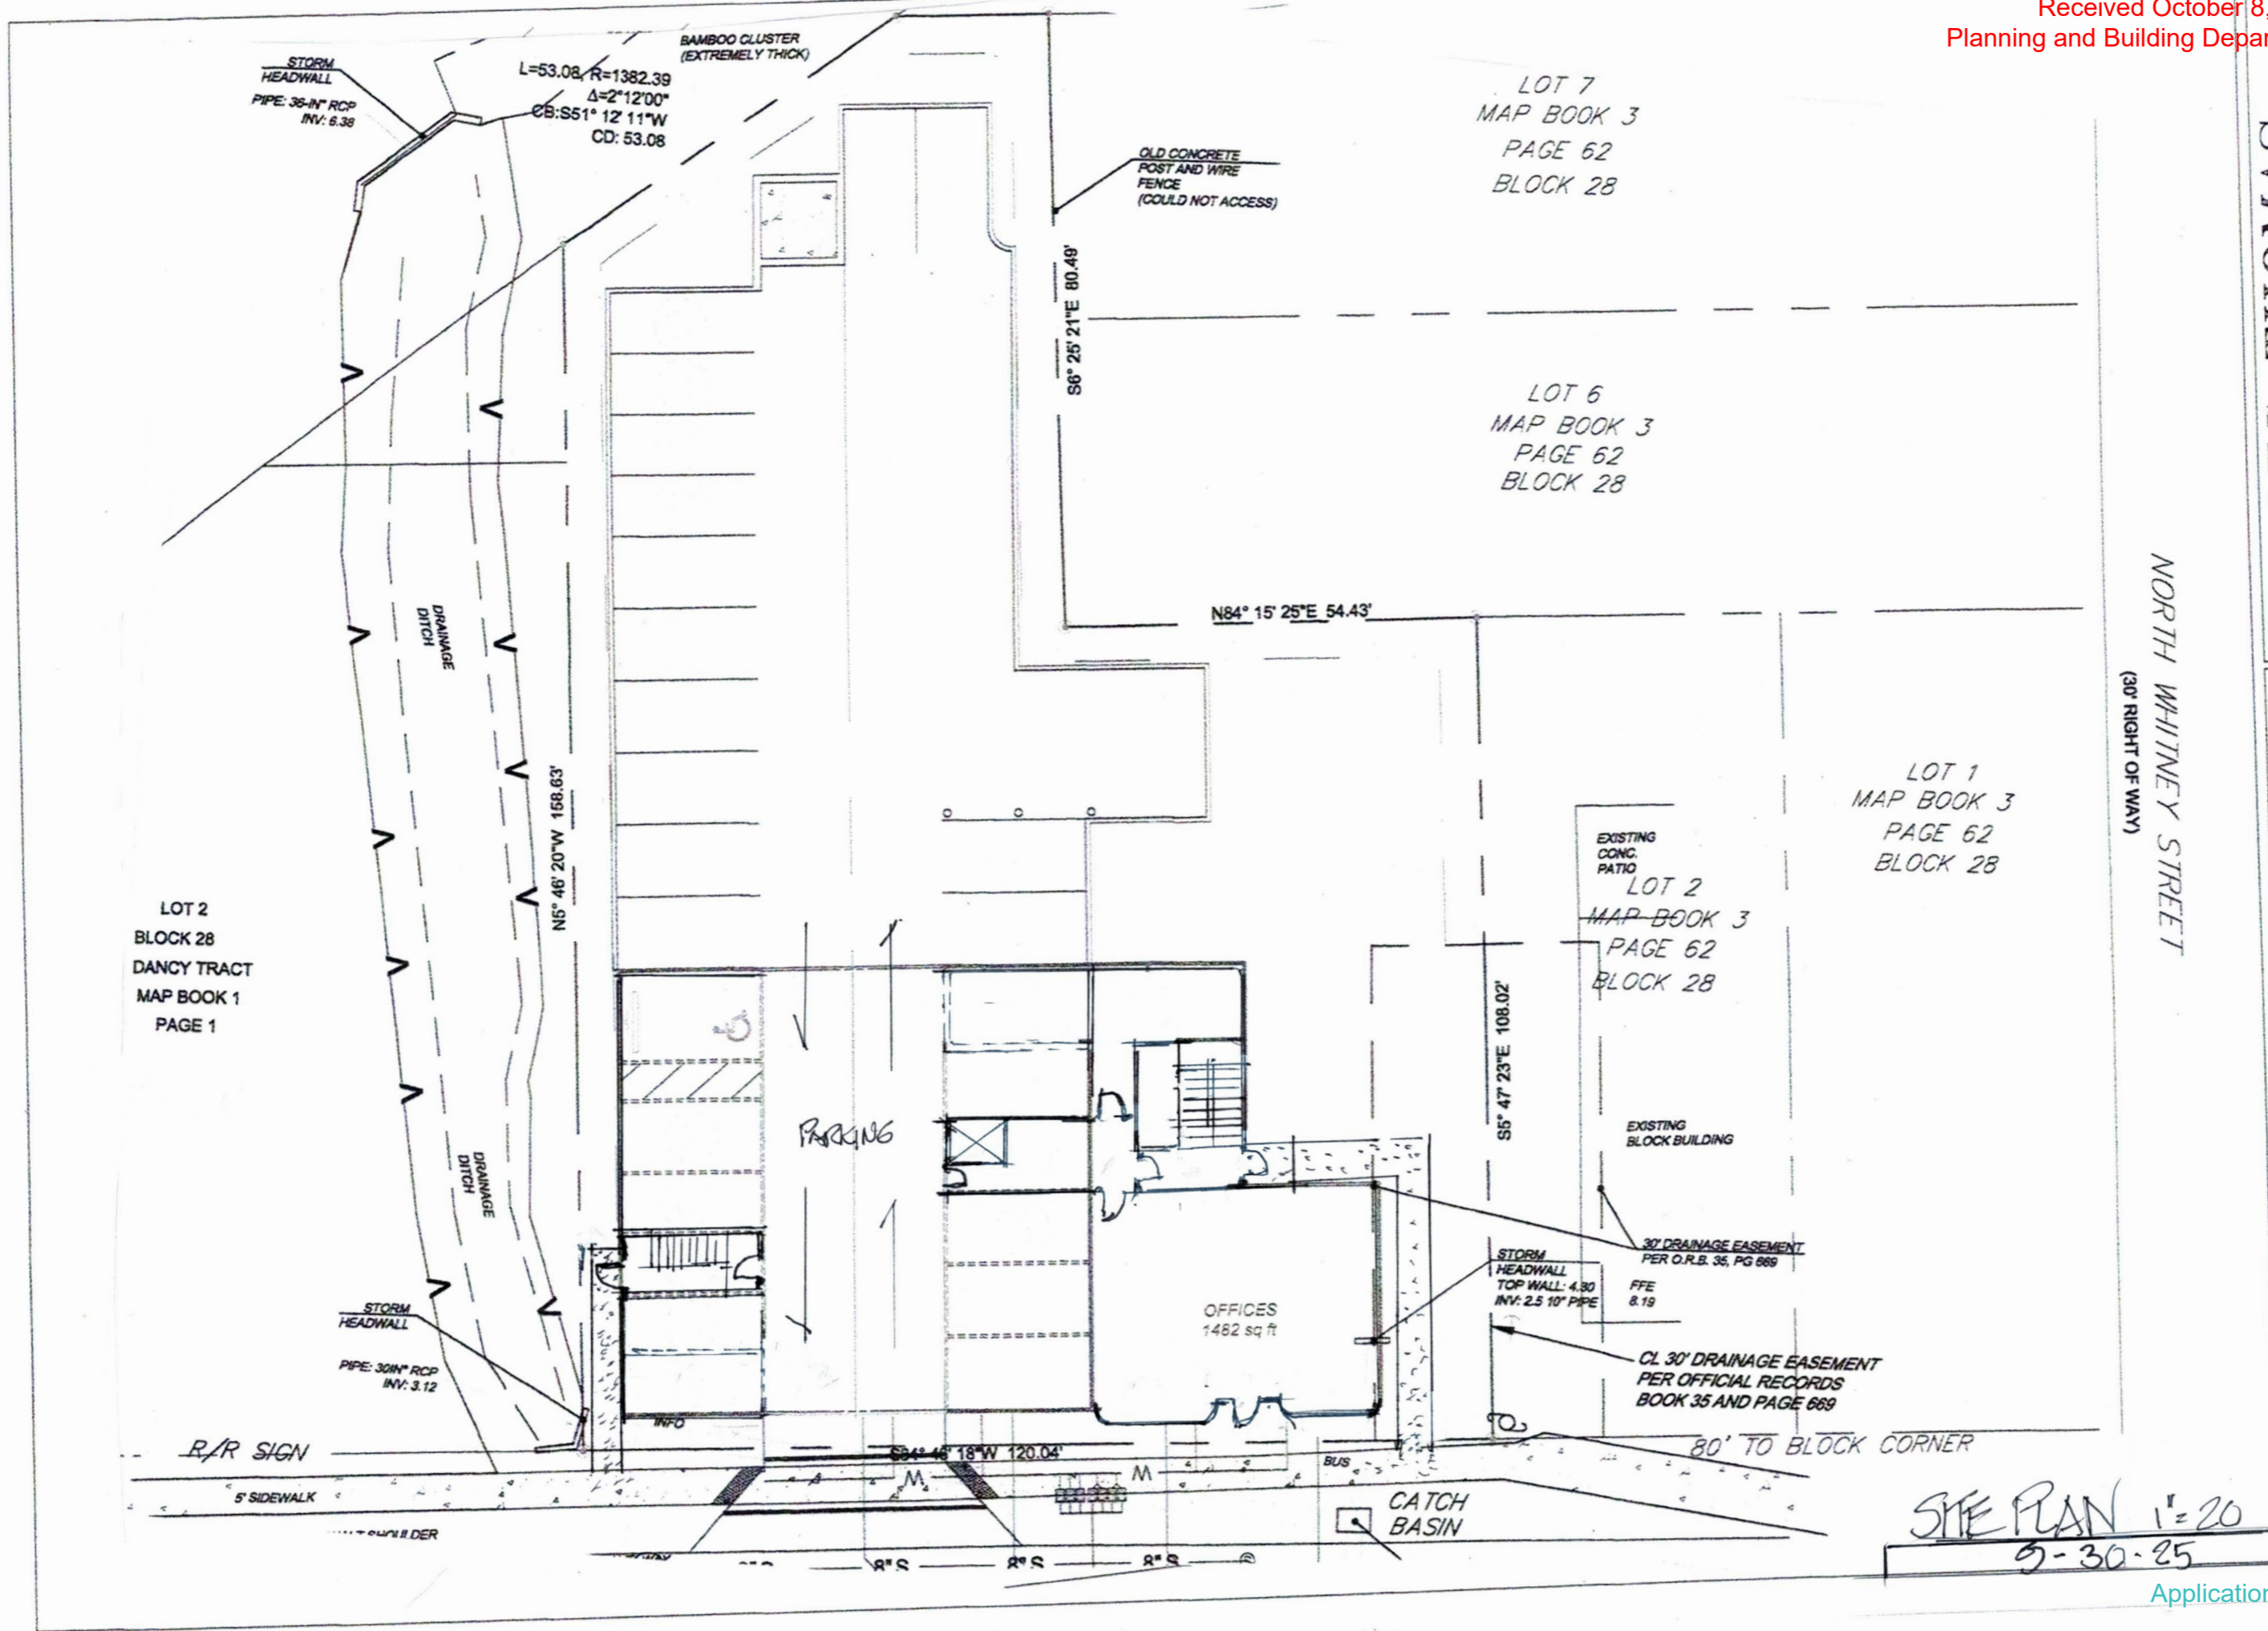 Received October 8,
Planning and Building Depar
STORM
HEADWALL
PIPE: 36-IN" RCP
INV: 6.38
L=53.08, R=1382.39
Δ=2°12'00"
CB:S51° 12' 11"W
CD: 53.08
BAMBOO CLUSTER
(EXTREMELY THICK)
OLD CONCRETE
POST AND WIRE
FENCE
(COULD NOT ACCESS)
LOT 7
MAP BOOK 3
PAGE 62
BLOCK 28
S6° 25' 21"E 80.49'
LOT 6
MAP BOOK 3
PAGE 62
BLOCK 28
N84° 15' 25"E 54.43'
NORTH WHITNEY STREET
(30' RIGHT OF WAY)
DRAINAGE
DITCH
N5° 46' 20"W 158.63'
LOT 1
MAP BOOK 3
PAGE 62
BLOCK 28
EXISTING
CONC.
PATIO
LOT 2
MAP BOOK 3
PAGE 62
BLOCK 28
LOT 2
BLOCK 28
DANCY TRACT
MAP BOOK 1
PAGE 1
S5° 47' 23"E 108.02'
PARKING
EXISTING
BLOCK BUILDING
DRAINAGE
DITCH
30' DRAINAGE EASEMENT
PER O.R.B. 35, PG 669
STORM
HEADWALL
TOP WALL: 4.80
INV: 2.5 10" PIPE
FFE
8.19
OFFICES
1482 sq ft
STORM
HEADWALL
PIPE: 30IN" RCP
INV: 3.12
CL 30' DRAINAGE EASEMENT
PER OFFICIAL RECORDS
BOOK 35 AND PAGE 669
INFO
R/R SIGN
S84° 46' 18"W 120.04'
80' TO BLOCK CORNER
BUS
W
W
5' SIDEWALK
CATCH
BASIN
SHOULDER
8" S
8" S
8" S
SITE PLAN 1"=20
9-30-25
Application